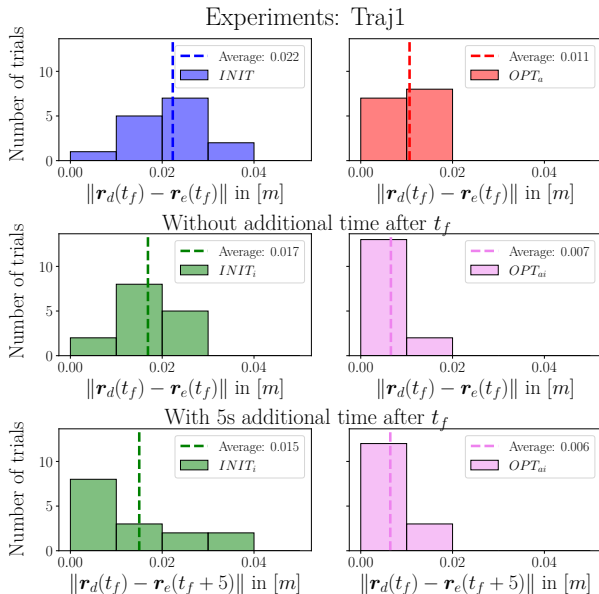 Experiments: Traj1
Number of trials
10
5
0
Average: 0.022
INIT
0.00 0.02 0.04
‖r_d(t_f) − r_e(t_f)‖ in [m]
Average: 0.011
OPT_a
0.00 0.02 0.04
‖r_d(t_f) − r_e(t_f)‖ in [m]
Without additional time after t_f
Number of trials
10
5
0
Average: 0.017
INIT_i
0.00 0.02 0.04
‖r_d(t_f) − r_e(t_f)‖ in [m]
Average: 0.007
OPT_ai
0.00 0.02 0.04
‖r_d(t_f) − r_e(t_f)‖ in [m]
With 5s additional time after t_f
Number of trials
10
5
0
Average: 0.015
INIT_i
0.00 0.02 0.04
‖r_d(t_f) − r_e(t_f + 5)‖ in [m]
Average: 0.006
OPT_ai
0.00 0.02 0.04
‖r_d(t_f) − r_e(t_f + 5)‖ in [m]